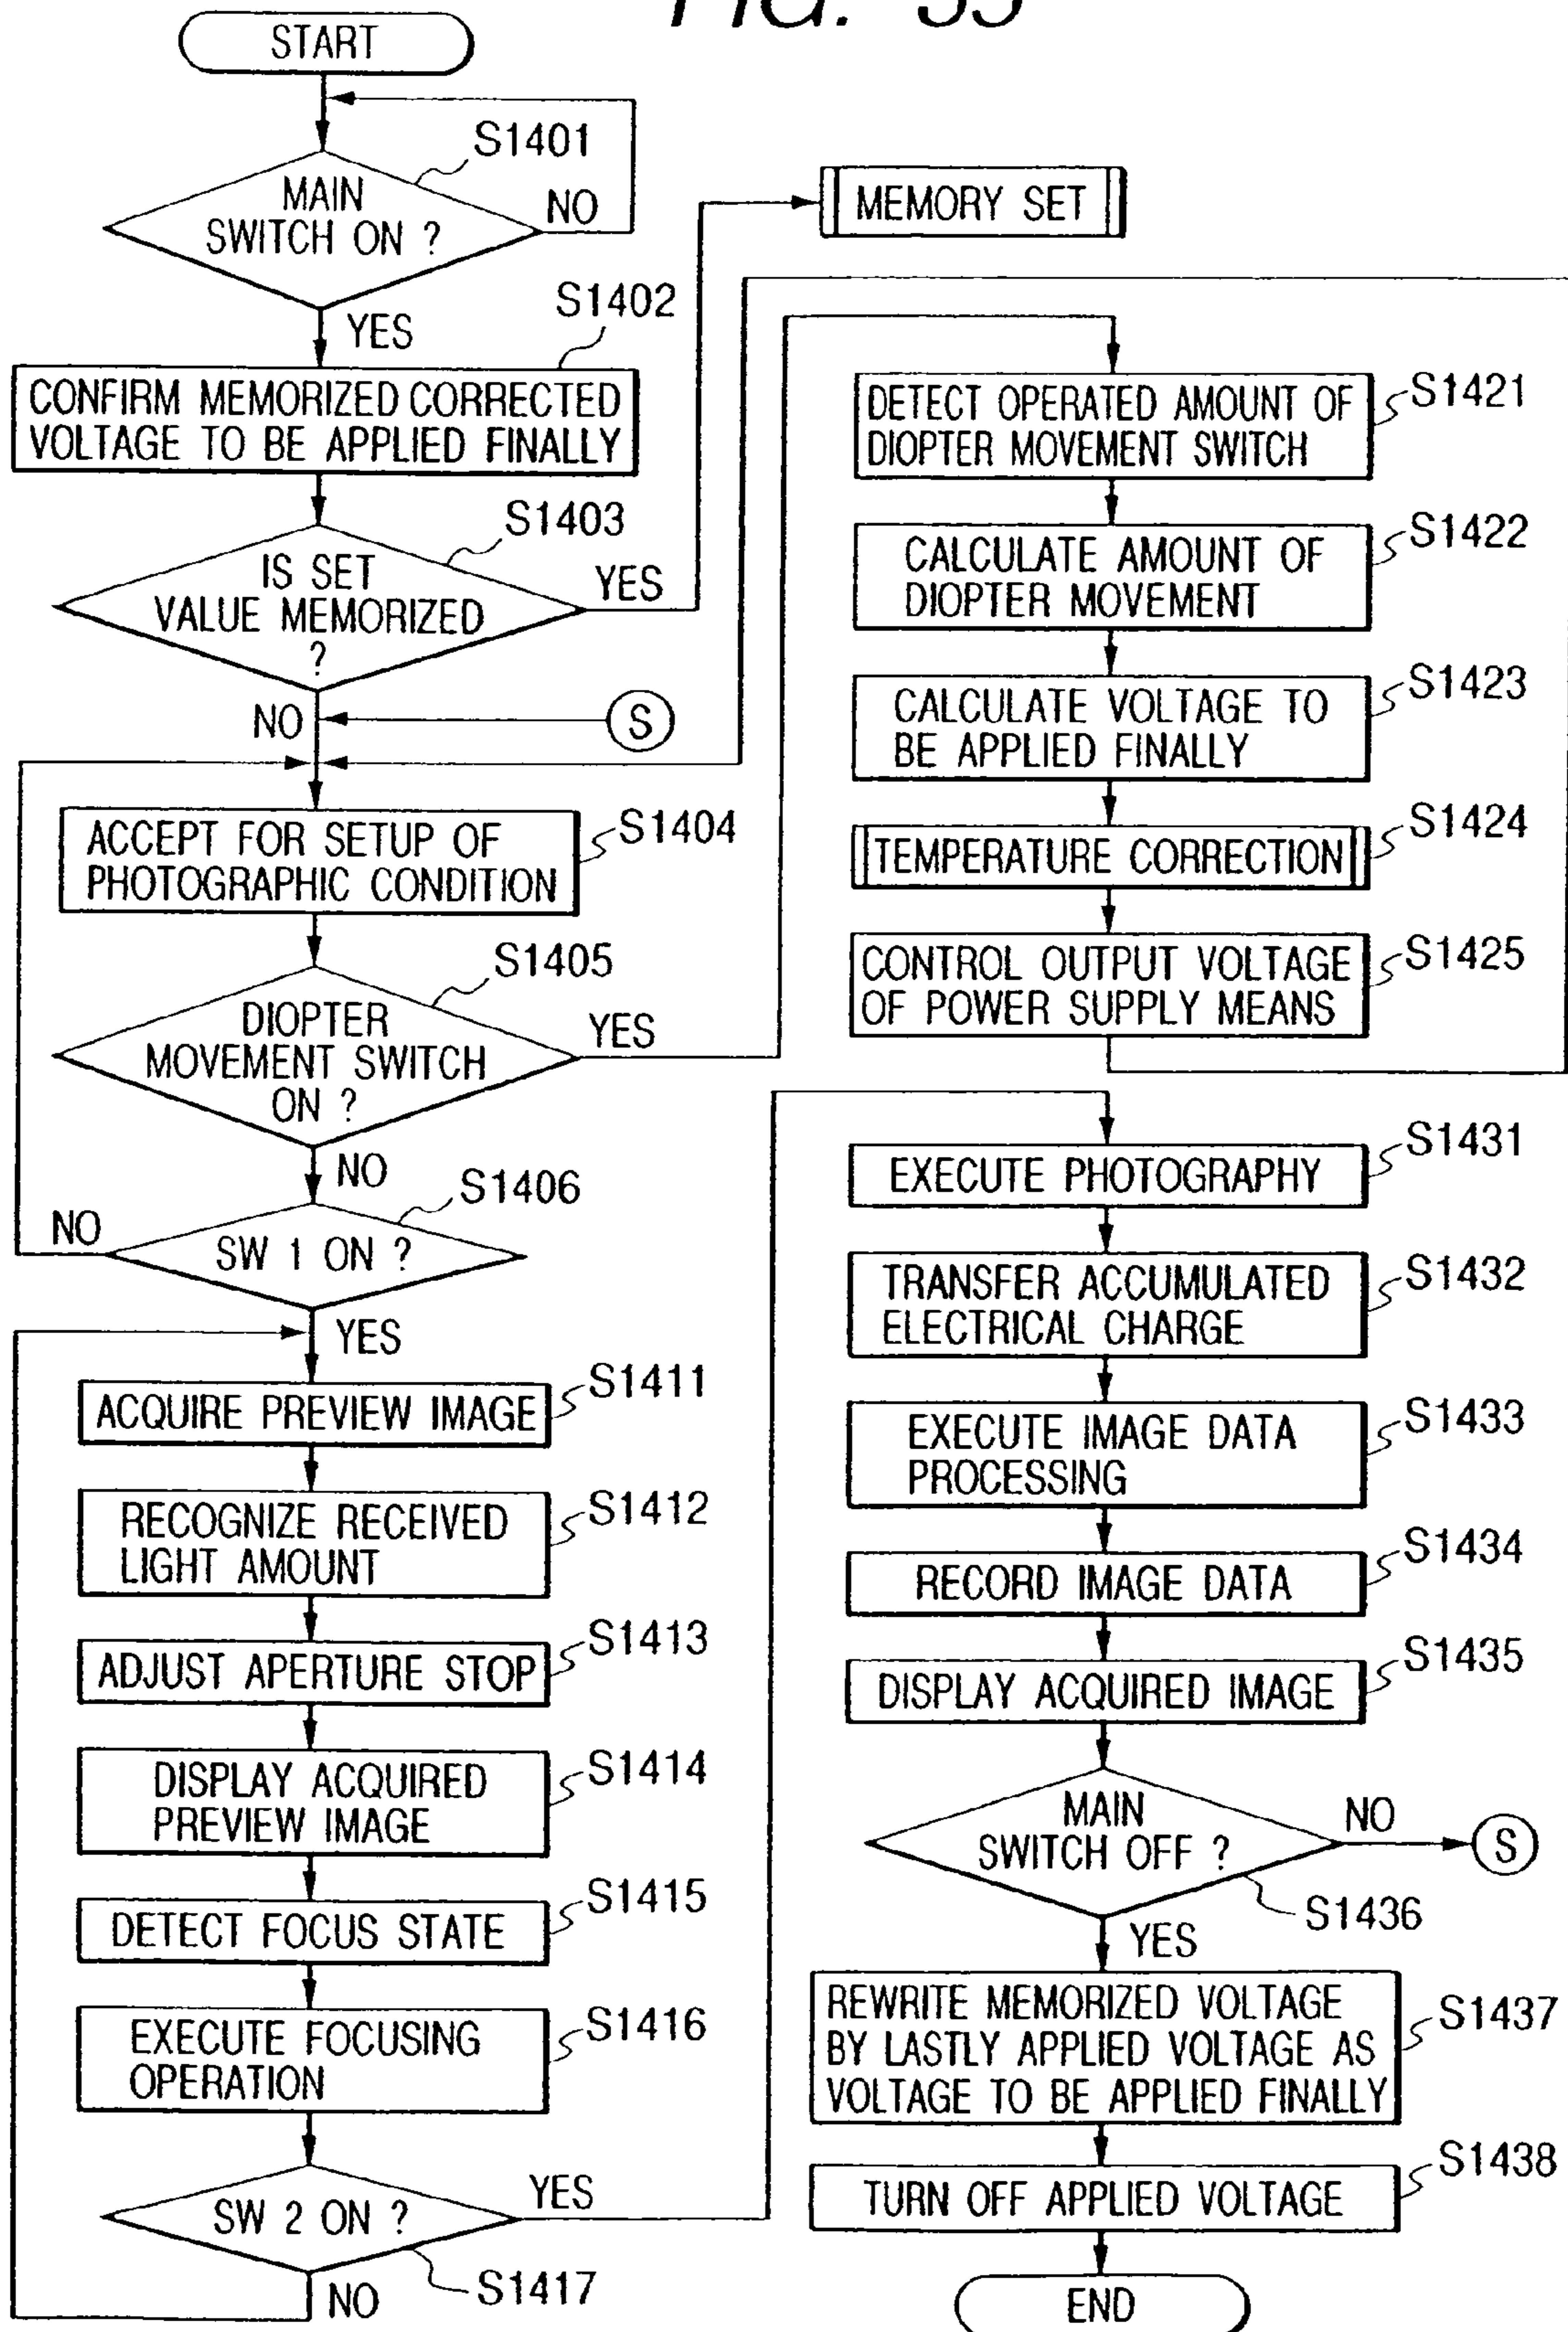 FIG. 35
START
S1401
MAIN
SWITCH ON ?
NO
YES
S1402
CONFIRM MEMORIZED CORRECTED
VOLTAGE TO BE APPLIED FINALLY
S1403
IS SET
VALUE MEMORIZED
?
YES
MEMORY SET
NO
S
ACCEPT FOR SETUP OF
PHOTOGRAPHIC CONDITION
S1404
S1405
DIOPTER
MOVEMENT SWITCH
ON ?
YES
NO
S1406
NO
SW 1 ON ?
YES
ACQUIRE PREVIEW IMAGE
S1411
RECOGNIZE RECEIVED
LIGHT AMOUNT
S1412
ADJUST APERTURE STOP
S1413
DISPLAY ACQUIRED
PREVIEW IMAGE
S1414
DETECT FOCUS STATE
S1415
EXECUTE FOCUSING
OPERATION
S1416
SW 2 ON ?
YES
S1417
NO
DETECT OPERATED AMOUNT OF
DIOPTER MOVEMENT SWITCH
S1421
CALCULATE AMOUNT OF
DIOPTER MOVEMENT
S1422
CALCULATE VOLTAGE TO
BE APPLIED FINALLY
S1423
TEMPERATURE CORRECTION
S1424
CONTROL OUTPUT VOLTAGE
OF POWER SUPPLY MEANS
S1425
EXECUTE PHOTOGRAPHY
S1431
TRANSFER ACCUMULATED
ELECTRICAL CHARGE
S1432
EXECUTE IMAGE DATA
PROCESSING
S1433
RECORD IMAGE DATA
S1434
DISPLAY ACQUIRED IMAGE
S1435
MAIN
SWITCH OFF ?
NO
S
S1436
YES
REWRITE MEMORIZED VOLTAGE
BY LASTLY APPLIED VOLTAGE AS
VOLTAGE TO BE APPLIED FINALLY
S1437
TURN OFF APPLIED VOLTAGE
S1438
END